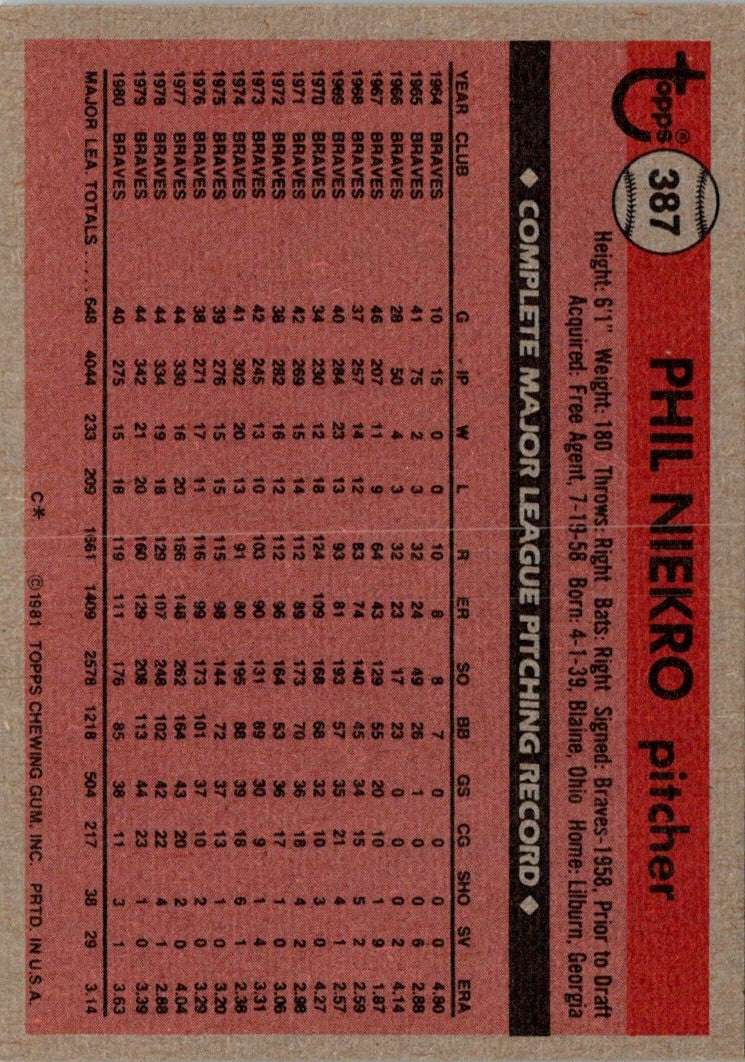 topps®
387
PHIL NIEKRO pitcher
Height: 6'1" Weight: 180 Throws: Right Bats: Right Signed: Braves-1958, Prior to Draft
Acquired: Free Agent, 7-19-58 Born: 4-1-39, Blaine, Ohio Home: Lilburn, Georgia
◆ COMPLETE MAJOR LEAGUE PITCHING RECORD ◆
YEAR CLUB G IP W L R ER SO BB GS CG SHO SV ERA
1964 BRAVES 10 15 0 0 10 8 8 7 0 0 0 0 4.80
1965 BRAVES 41 75 2 3 32 24 49 26 1 0 0 6 2.88
1966 BRAVES 28 50 4 3 32 23 17 23 0 0 0 2 4.14
1967 BRAVES 46 207 11 9 64 43 129 55 20 10 1 9 1.87
1968 BRAVES 37 257 14 12 83 74 140 45 34 15 5 2 2.59
1969 BRAVES 40 284 23 13 93 81 193 57 35 21 4 1 2.57
1970 BRAVES 34 230 12 18 124 109 168 68 32 10 3 0 4.27
1971 BRAVES 42 269 15 14 112 89 173 70 36 18 4 2 2.98
1972 BRAVES 38 282 16 12 112 96 164 53 36 17 1 0 3.06
1973 BRAVES 42 245 13 10 103 90 131 89 30 9 1 4 3.31
1974 BRAVES 41 302 20 13 91 80 195 88 39 18 6 1 2.38
1975 BRAVES 39 276 15 15 115 98 144 72 37 13 1 0 3.20
1976 BRAVES 38 271 17 11 116 99 173 101 37 10 2 0 3.29
1977 BRAVES 44 330 16 20 166 148 262 164 43 20 2 0 4.04
1978 BRAVES 44 334 19 18 129 107 248 102 42 22 4 1 2.88
1979 BRAVES 44 342 21 20 160 129 208 113 44 23 1 0 3.39
1980 BRAVES 40 275 15 18 119 111 176 85 38 11 3 1 3.63
MAJOR LEA. TOTALS ..... 648 4044 233 209 1661 1409 2578 1218 504 217 38 29 3.14
C* ©1981 TOPPS CHEWING GUM, INC. PRTD. IN U.S.A.